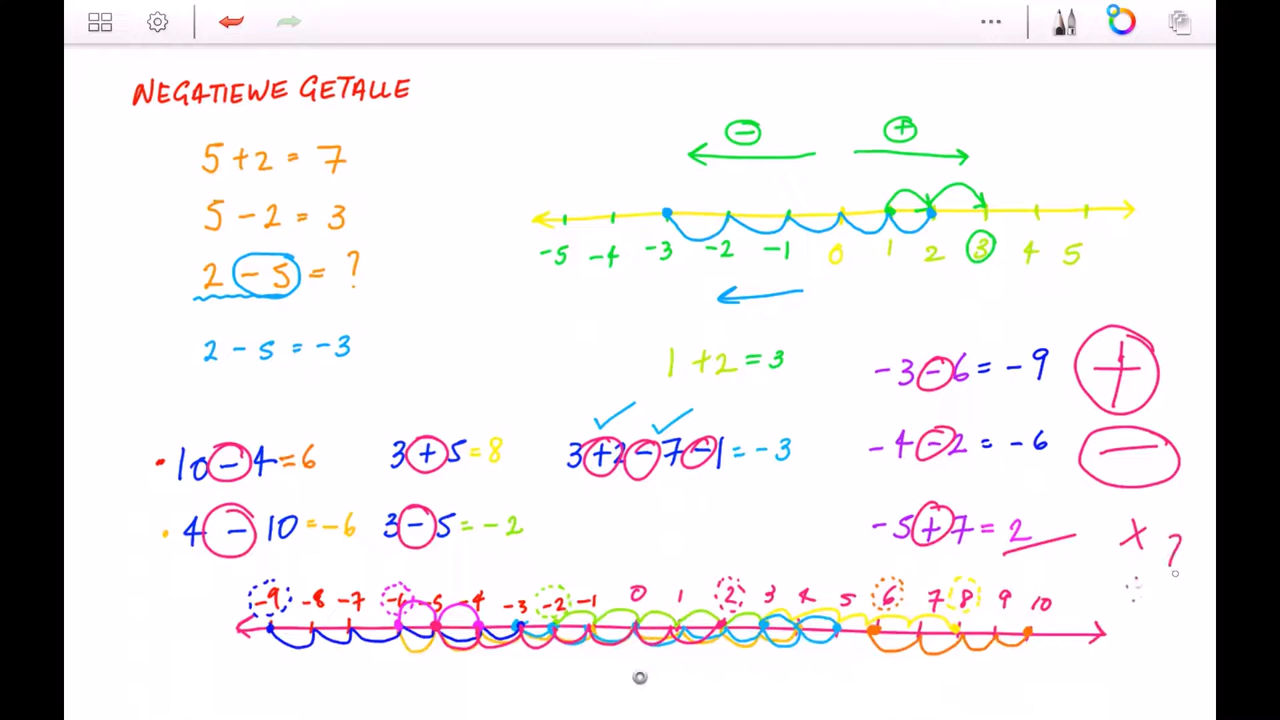 NEGATIEWE GETALLE
5 + 2 = 7
5 - 2 = 3
2 - 5 = ?
2 - 5 = -3
- +
-5 -4 -3 -2 -1 0 1 2 3 4 5
1 + 2 = 3
10 - 4 = 6
4 - 10 = -6
3 + 5 = 8
3 - 5 = -2
3 + 2 - 7 - 1 = -3
-3 - 6 = -9
-4 - 2 = -6
-5 + 7 = 2
+
-
× ?
÷
-9 -8 -7 -6 -5 -4 -3 -2 -1 0 1 2 3 4 5 6 7 8 9 10